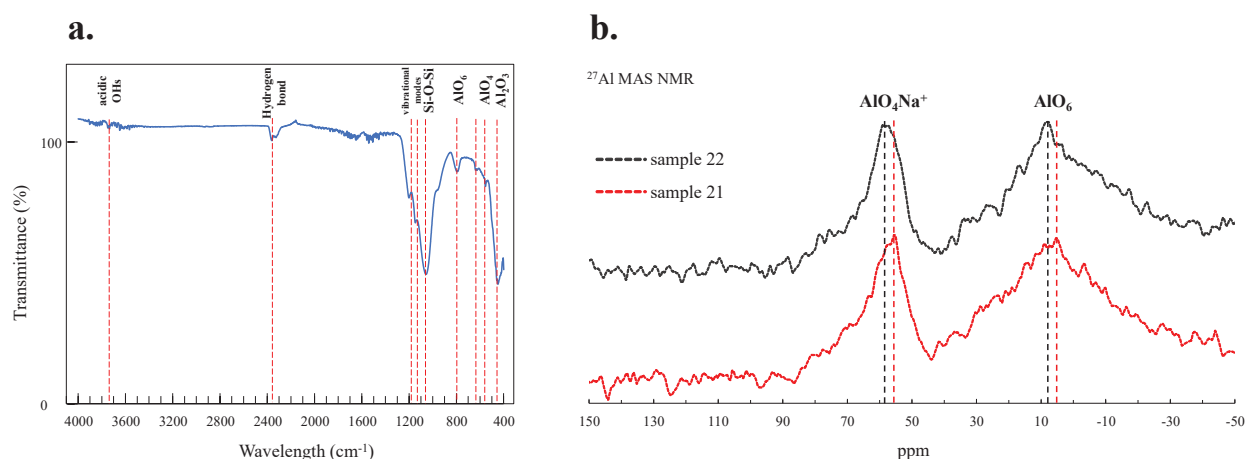 a.
acidic
OHs
Hydrogen
bond
vibrational
modes
Si-O-Si
AlO₆
AlO₄
Al₂O₃
100
0
Transmittance (%)
4000 3600 3200 2800 2400 2000 1600 1200 800 400
Wavelength (cm⁻¹)
b.
²⁷Al MAS NMR
AlO₄Na⁺
AlO₆
sample 22
sample 21
150 130 110 90 70 50 30 10 -10 -30 -50
ppm